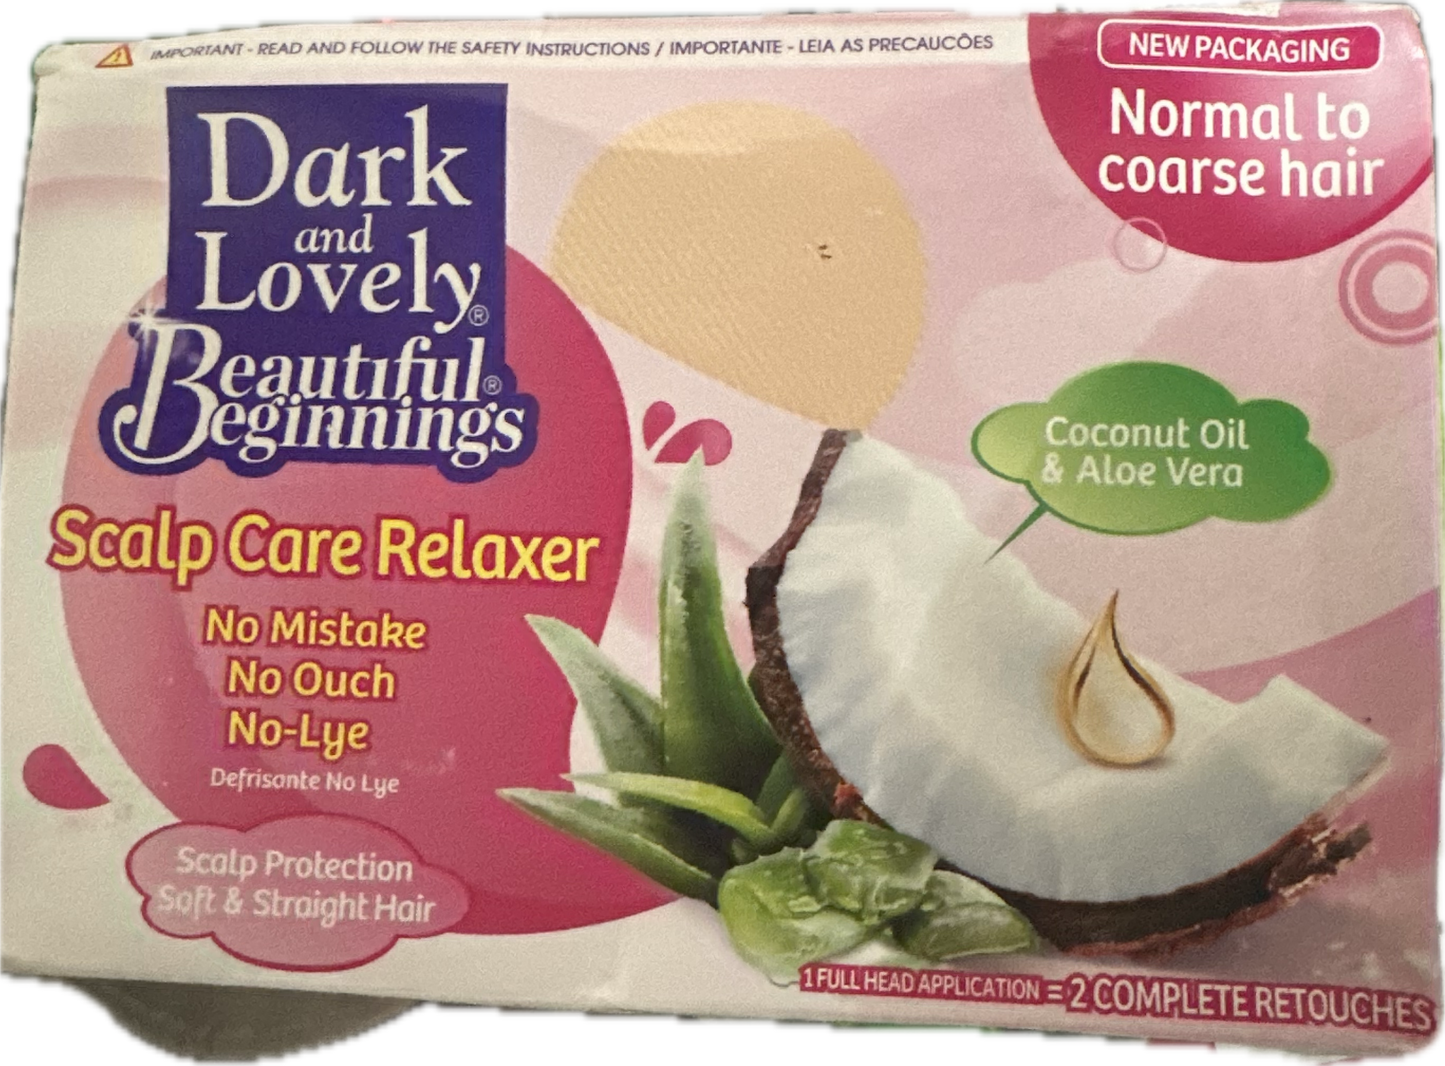 IMPORTANT - READ AND FOLLOW THE SAFETY INSTRUCTIONS / IMPORTANTE - LEIA AS PRECAUCÕES
NEW PACKAGING
Normal to
coarse hair
Dark
and
Lovely®
Beautiful®
Beginnings
Scalp Care Relaxer
No Mistake
No Ouch
No-Lye
Defrisante No Lye
Scalp Protection
Soft & Straight Hair
Coconut Oil
& Aloe Vera
1 FULL HEAD APPLICATION = 2 COMPLETE RETOUCHES